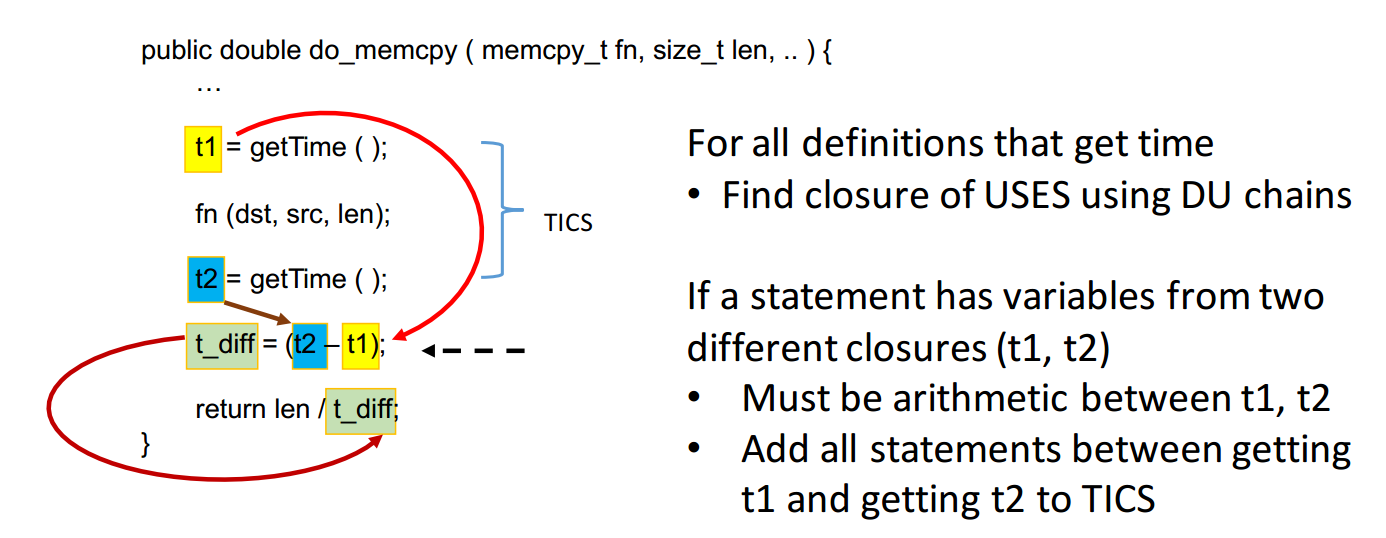 public double do_memcpy ( memcpy_t fn, size_t len, .. ) {
…
t1 = getTime ( );
fn (dst, src, len);
t2 = getTime ( );
t_diff = (t2 – t1);
return len / t_diff;
}
TICS
For all definitions that get time
• Find closure of USES using DU chains
If a statement has variables from two
different closures (t1, t2)
• Must be arithmetic between t1, t2
• Add all statements between getting
t1 and getting t2 to TICS